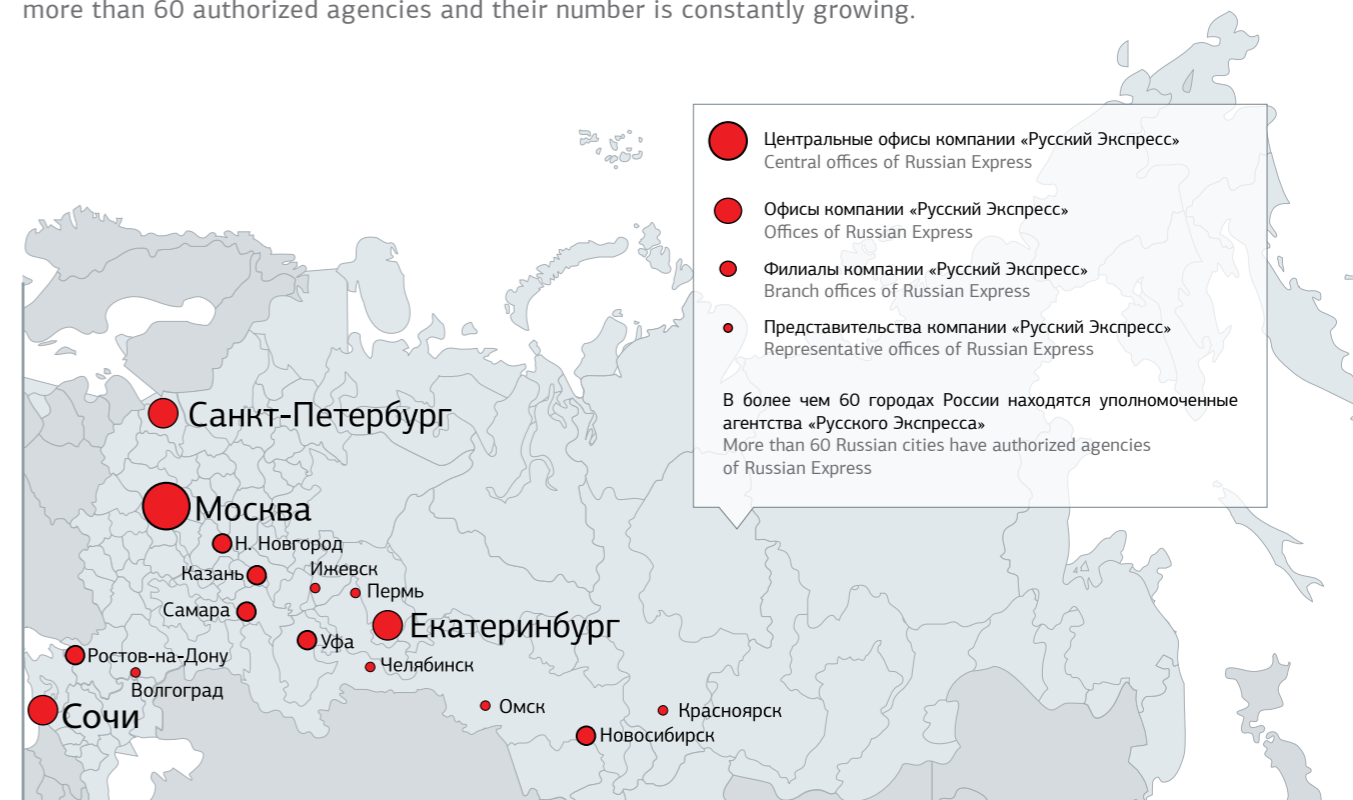 more than 60 authorized agencies and their number is constantly growing.
Центральные офисы компании «Русский Экспресс»
Central offices of Russian Express
Офисы компании «Русский Экспресс»
Offices of Russian Express
Филиалы компании «Русский Экспресс»
Branch offices of Russian Express
Представительства компании «Русский Экспресс»
Representative offices of Russian Express
В более чем 60 городах России находятся уполномоченные
агентства «Русского Экспресса»
More than 60 Russian cities have authorized agencies
of Russian Express
Санкт-Петербург
Москва
Н. Новгород
Казань
Ижевск
Пермь
Самара
Екатеринбург
Уфа
Ростов-на-Дону
Челябинск
Волгоград
Сочи
Омск
Красноярск
Новосибирск